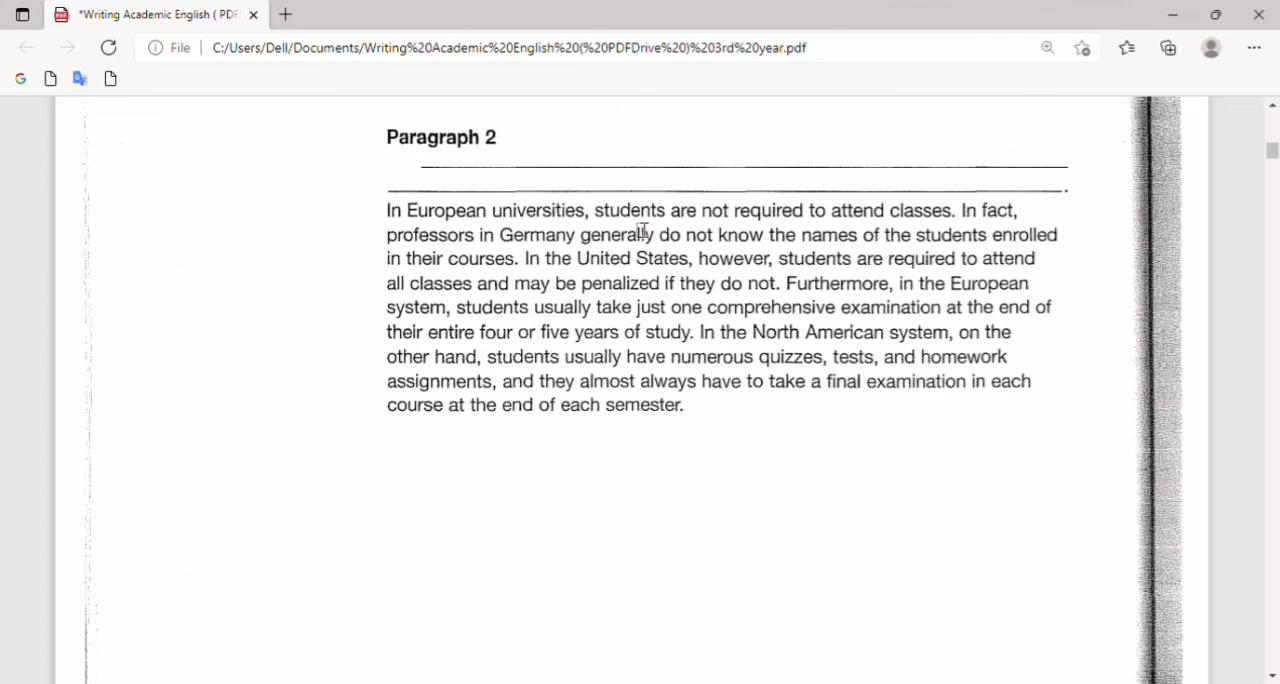 *Writing Academic English ( PDF
File
C:/Users/Dell/Documents/Writing%20Academic%20English%20(%20PDFDrive%20)%203rd%20year.pdf
Paragraph 2
In European universities, students are not required to attend classes. In fact,
professors in Germany generally do not know the names of the students enrolled
in their courses. In the United States, however, students are required to attend
all classes and may be penalized if they do not. Furthermore, in the European
system, students usually take just one comprehensive examination at the end of
their entire four or five years of study. In the North American system, on the
other hand, students usually have numerous quizzes, tests, and homework
assignments, and they almost always have to take a final examination in each
course at the end of each semester.